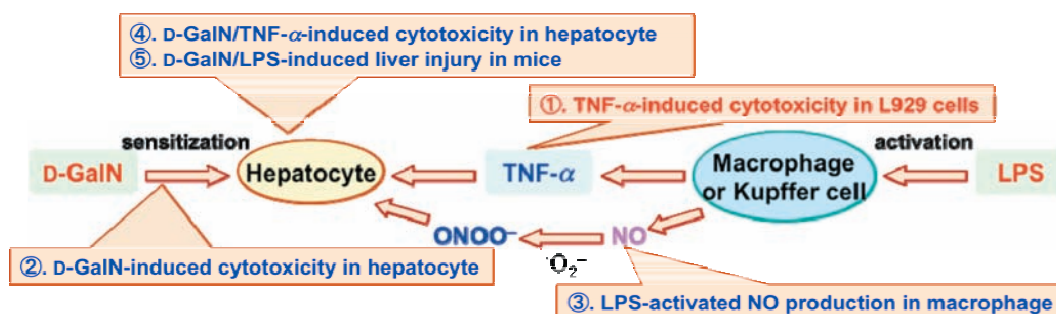 ④. D-GalN/TNF-α-induced cytotoxicity in hepatocyte
⑤. D-GalN/LPS-induced liver injury in mice
①. TNF-α-induced cytotoxicity in L929 cells
sensitization
activation
D-GalN
Hepatocyte
TNF-α
Macrophage
or Kupffer cell
LPS
ONOO⁻
NO
·O₂⁻
②. D-GalN-induced cytotoxicity in hepatocyte
③. LPS-activated NO production in macrophage